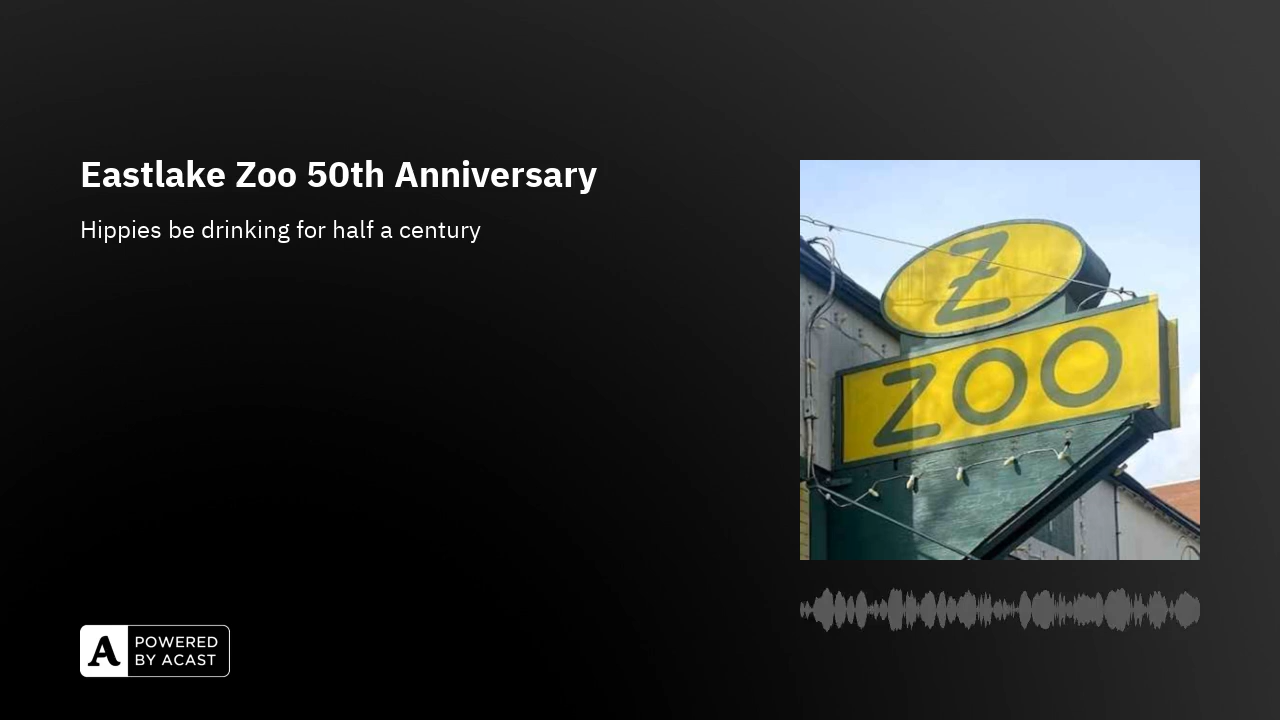 Eastlake Zoo 50th Anniversary
Hippies be drinking for half a century
Z
ZOO
A POWERED
BY ACAST